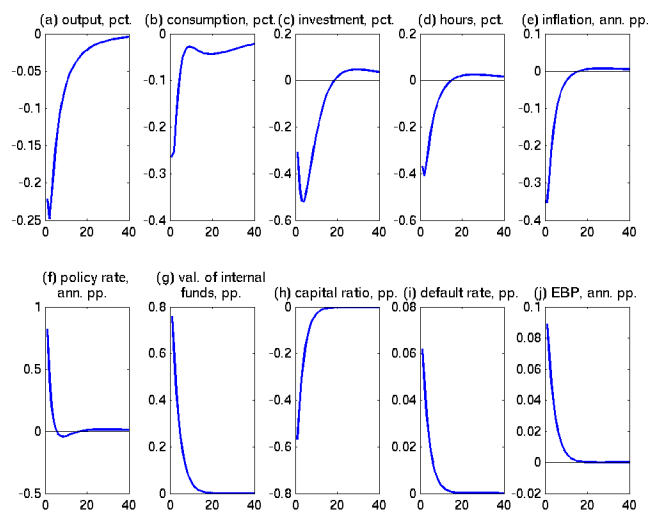 (a) output, pct.
0
-0.05
-0.1
-0.15
-0.2
-0.25
0 20 40
(b) consumption, pct.
0
-0.1
-0.2
-0.3
-0.4
0 20 40
(c) investment, pct.
0.2
0
-0.2
-0.4
-0.6
0 20 40
(d) hours, pct.
0.2
0
-0.2
-0.4
-0.6
0 20 40
(e) inflation, ann. pp.
0.1
0
-0.1
-0.2
-0.3
-0.4
0 20 40
(f) policy rate,
ann. pp.
1
0.5
0
-0.5
0 20 40
(g) val. of internal
funds, pp.
0.8
0.6
0.4
0.2
0
0 20 40
(h) capital ratio, pp.
0
-0.2
-0.4
-0.6
-0.8
0 20 40
(i) default rate, pp.
0.08
0.06
0.04
0.02
0
0 20 40
(j) EBP, ann. pp.
0.1
0.08
0.06
0.04
0.02
0
0.02
0 20 40